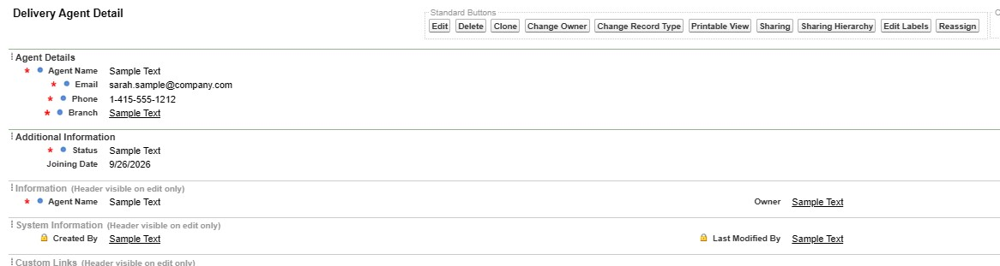 Delivery Agent Detail
Standard Buttons
Edit Delete Clone Change Owner Change Record Type Printable View Sharing Sharing Hierarchy Edit Labels Reassign
Agent Details
* Agent Name Sample Text
* Email sarah.sample@company.com
* Phone 1-415-555-1212
* Branch Sample Text
Additional Information
* Status Sample Text
Joining Date 9/26/2026
Information (Header visible on edit only)
* Agent Name Sample Text Owner Sample Text
System Information (Header visible on edit only)
Created By Sample Text Last Modified By Sample Text
Custom Links (Header visible on edit only)